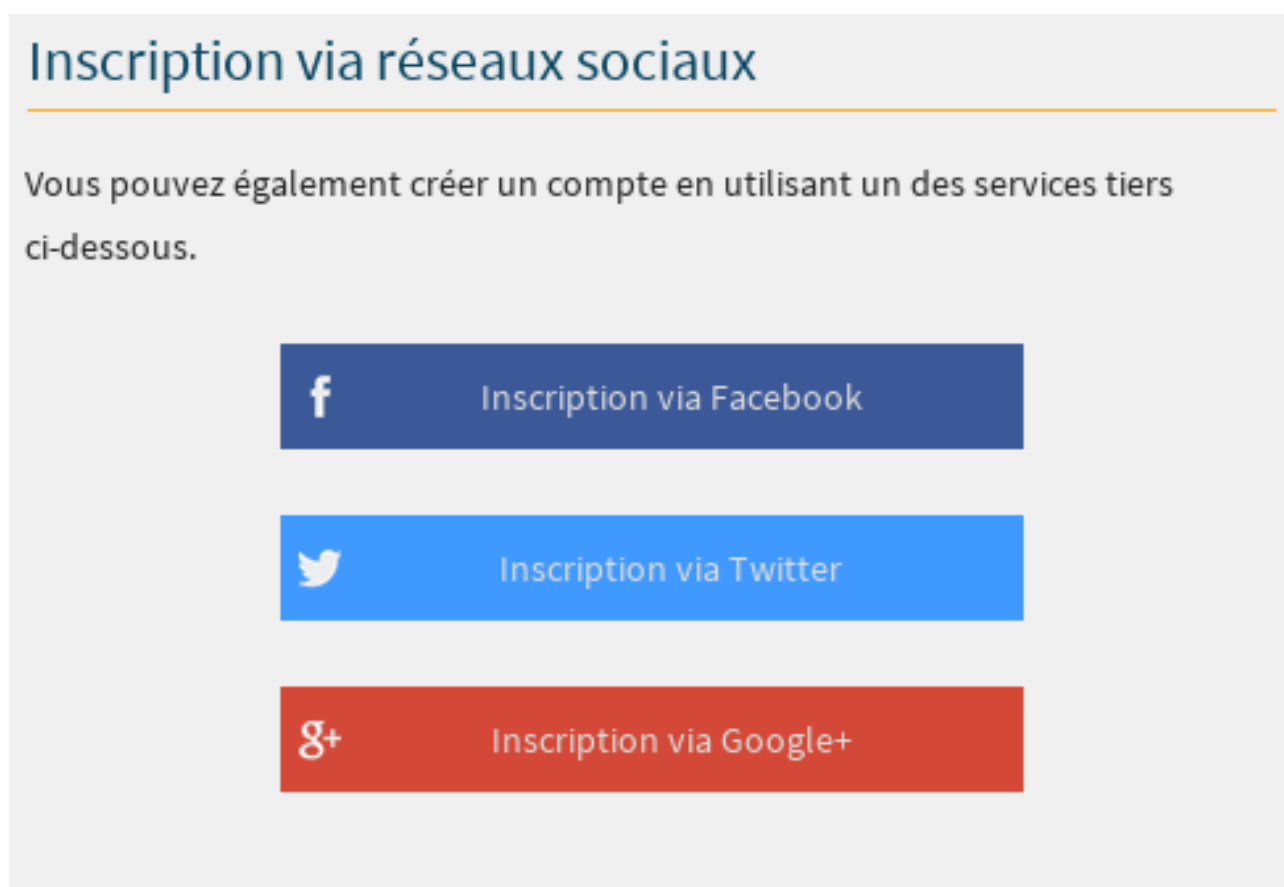 Inscription via réseaux sociaux
Vous pouvez également créer un compte en utilisant un des services tiers
ci-dessous.
f Inscription via Facebook
Inscription via Twitter
g+ Inscription via Google+